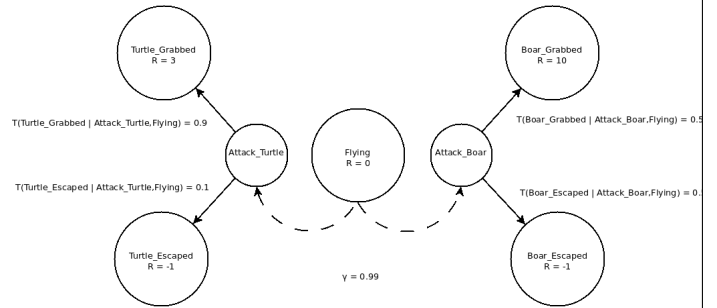 Turtle_Grabbed
R = 3
Boar_Grabbed
R = 10
T(Turtle_Grabbed | Attack_Turtle,Flying) = 0.9
T(Boar_Grabbed | Attack_Boar,Flying) = 0.5
Attack_Turtle
Flying
R = 0
Attack_Boar
T(Turtle_Escaped | Attack_Turtle,Flying) = 0.1
T(Boar_Escaped | Attack_Boar,Flying) = 0.
Turtle_Escaped
R = -1
Boar_Escaped
R = -1
γ = 0.99